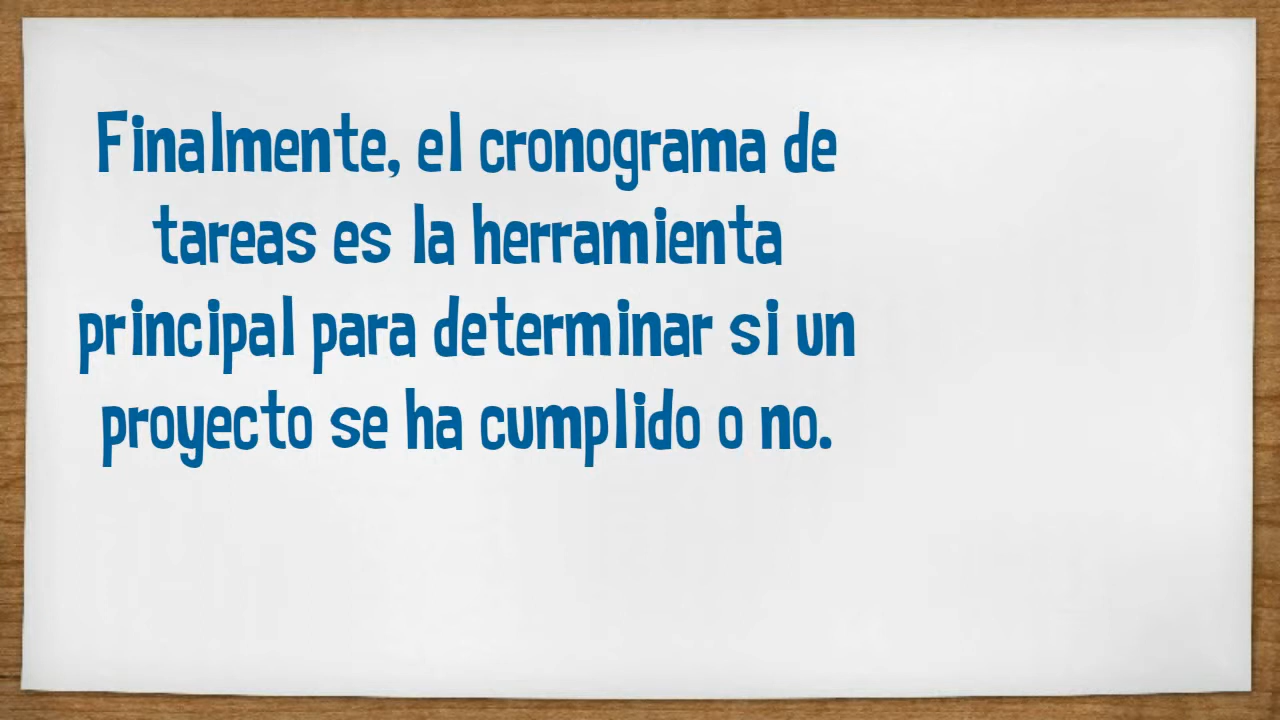 Finalmente, el cronograma de
tareas es la herramienta
principal para determinar si un
proyecto se ha cumplido o no.